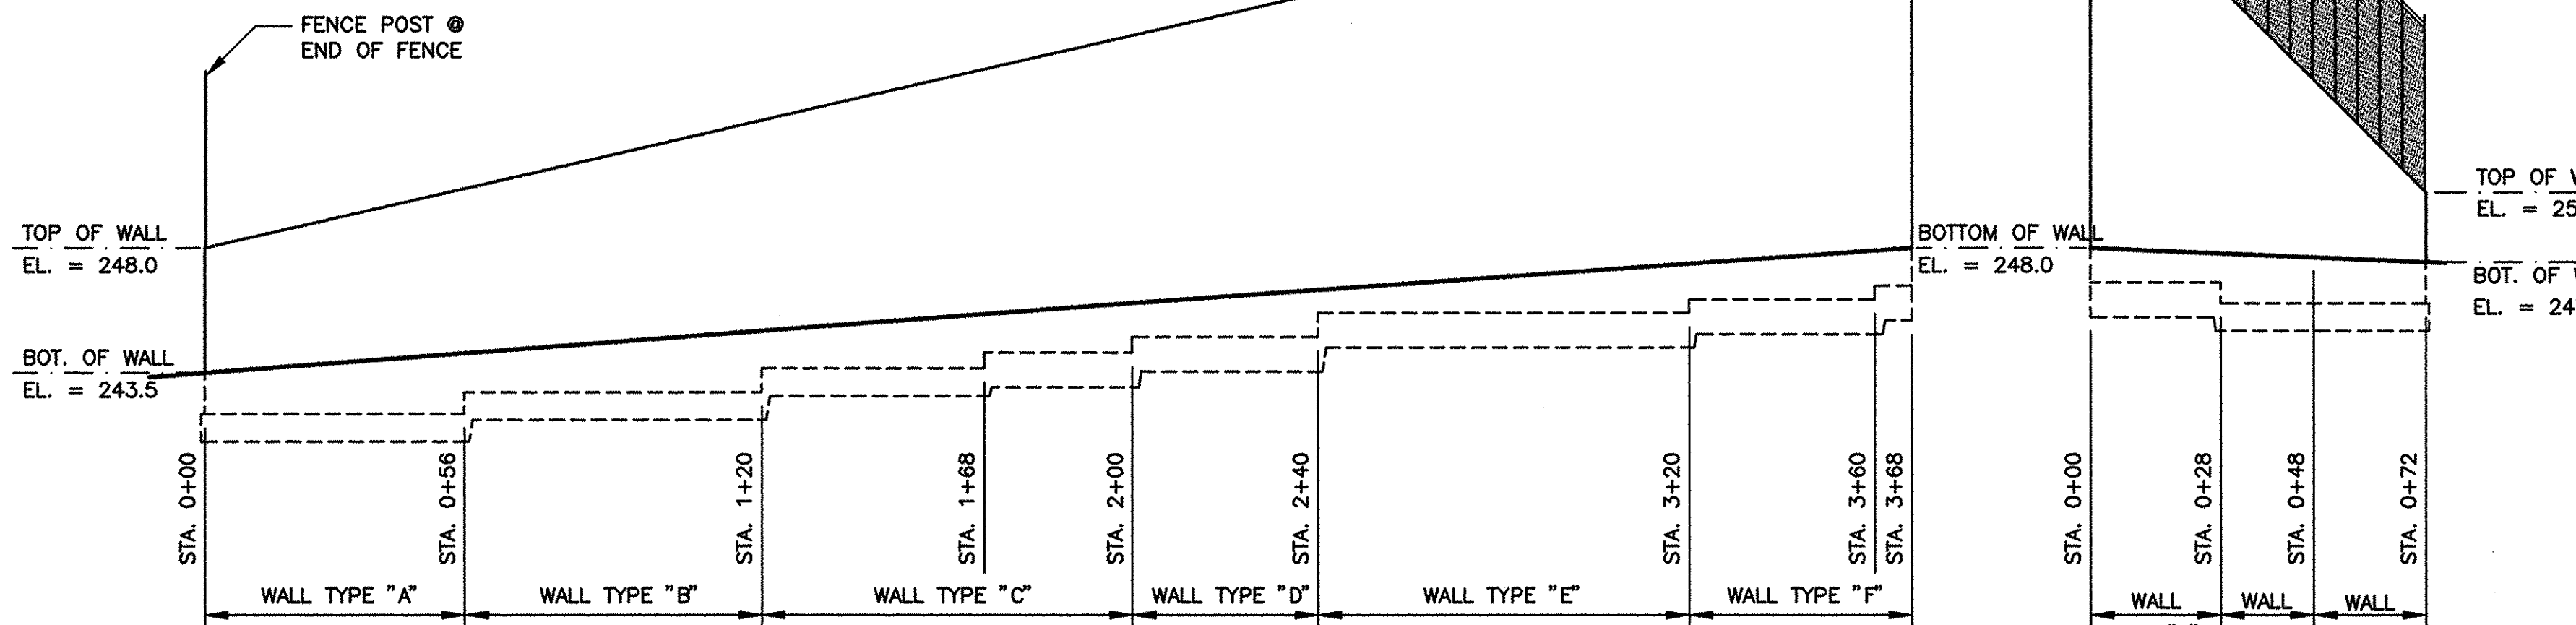 FENCE POST @
END OF FENCE
TOP OF WALL
EL. = 248.0
BOT. OF WALL
EL. = 243.5
BOTTOM OF WALL
EL. = 248.0
TOP OF
EL. = 25
BOT. OF
EL. = 24
STA. 0+00
STA. 0+56
STA. 1+20
STA. 1+68
STA. 2+00
STA. 2+40
STA. 3+20
STA. 3+60
STA. 3+68
STA. 0+00
STA. 0+28
STA. 0+48
STA. 0+72
WALL TYPE "A"
WALL TYPE "B"
WALL TYPE "C"
WALL TYPE "D"
WALL TYPE "E"
WALL TYPE "F"
WALL
WALL
WALL